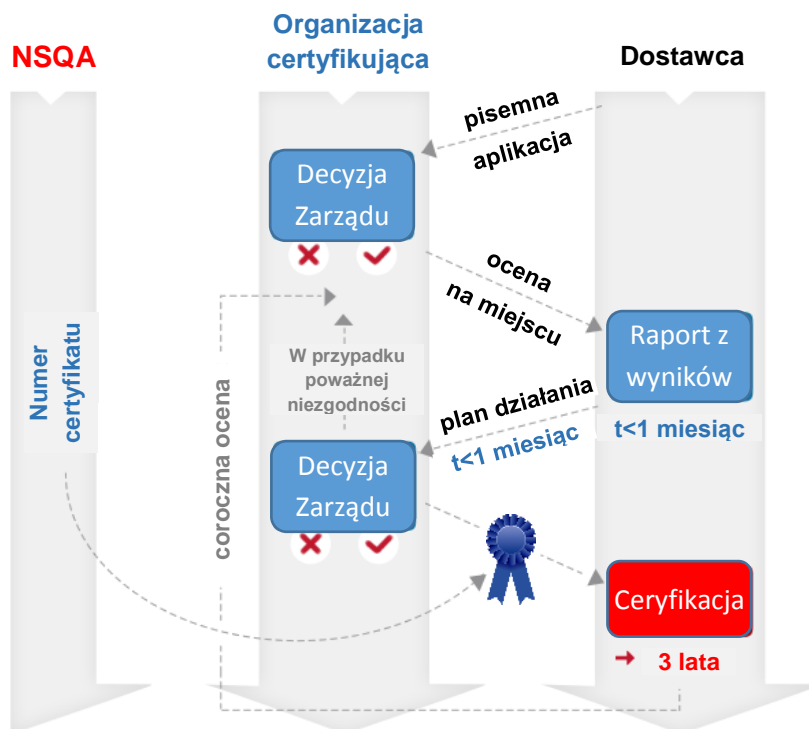 NSQA
Organizacja
certyfikująca
Dostawca
pisemna
aplikacja
Decyzja
Zarządu
ocena
na miejscu
Raport z
wyników
t<1 miesiąc
plan działania
t<1 miesiąc
W przypadku
poważnej
niezgodności
Decyzja
Zarządu
Numer
certyfikatu
coroczna ocena
Ceryfikacja
3 lata